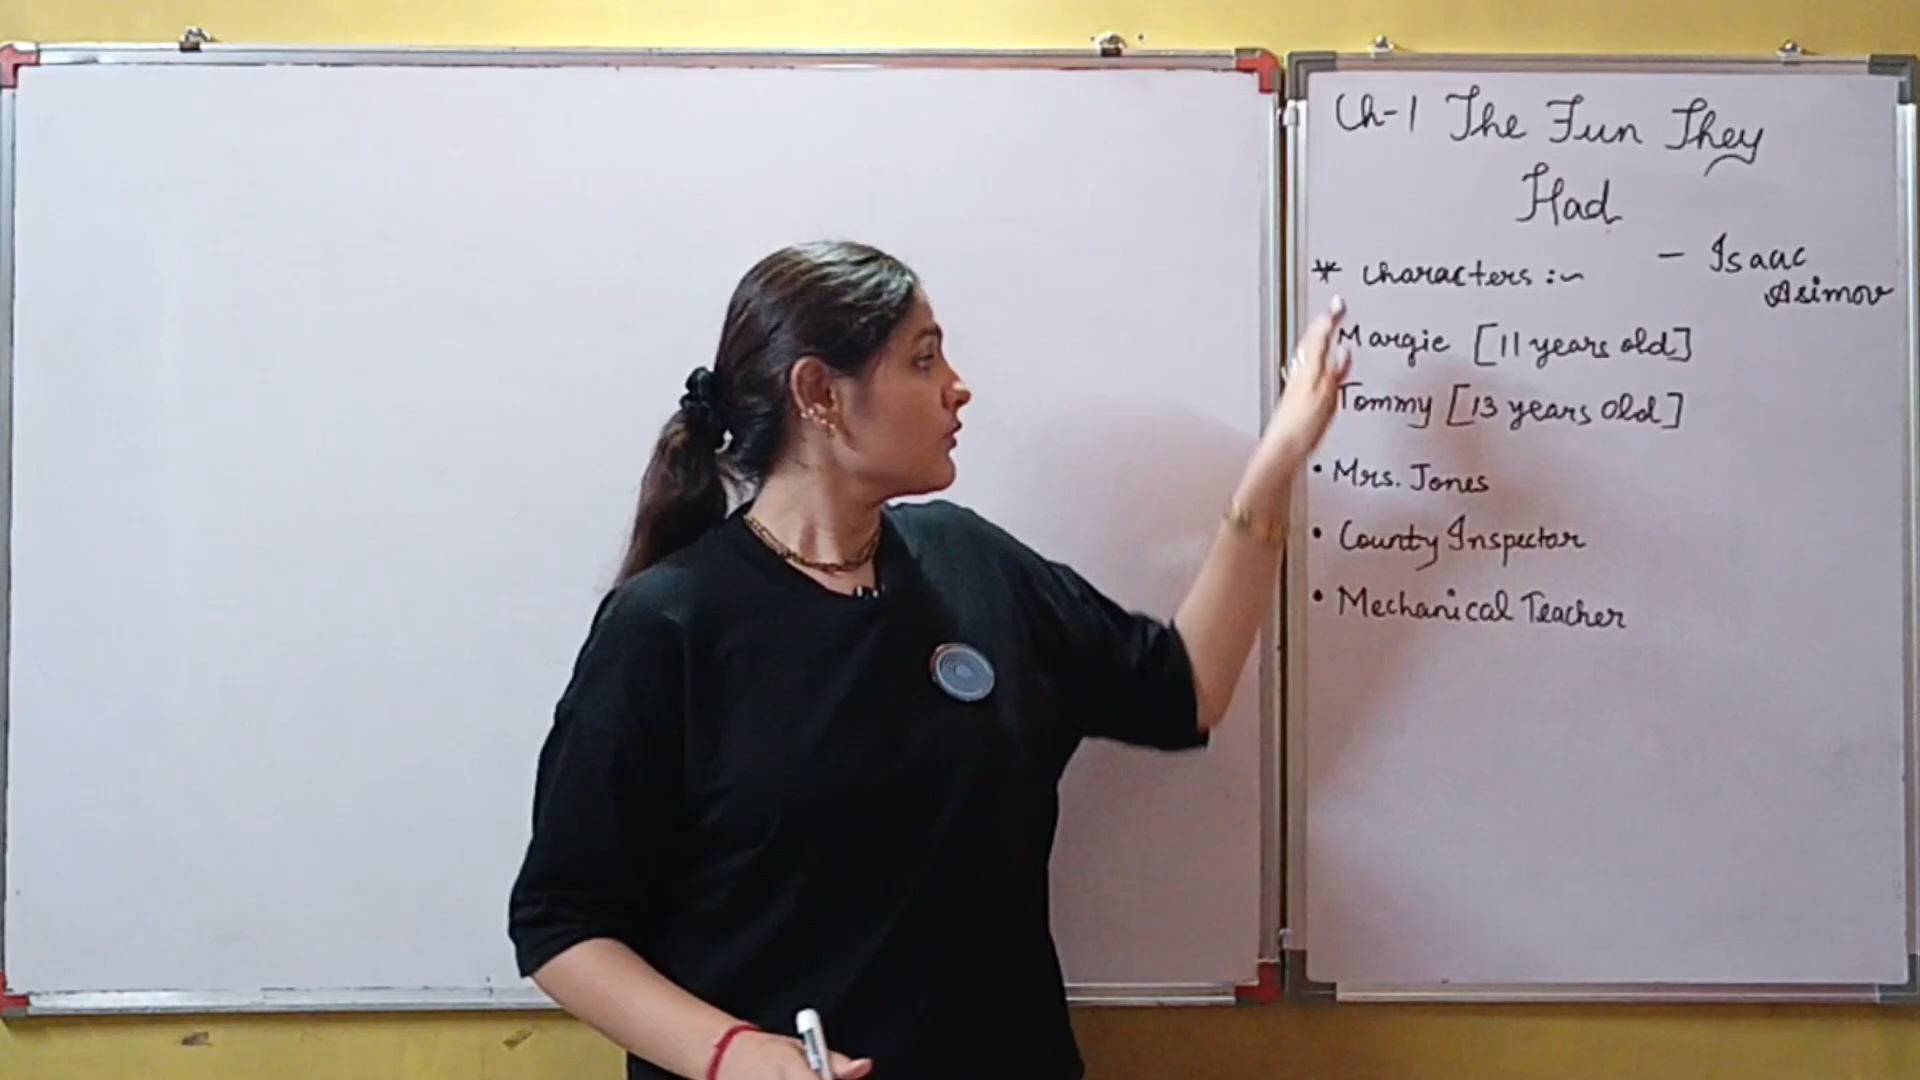 Ch-1 The Fun They
Had
- Isaac
Asimov
* Characters :-
Margie [11 years old]
Tommy [13 years old]
• Mrs. Jones
• County Inspector
• Mechanical Teacher